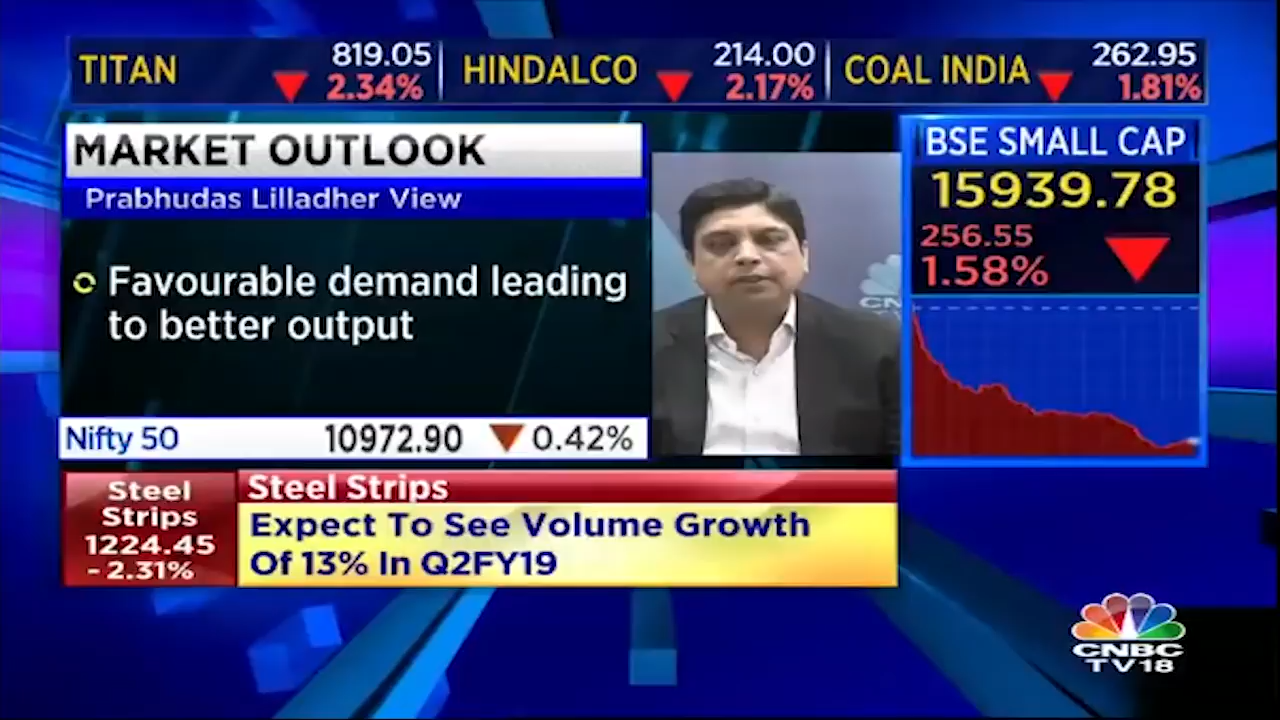 TITAN 819.05 2.34%
HINDALCO 214.00 2.17%
COAL INDIA 262.95 1.81%
MARKET OUTLOOK
Prabhudas Lilladher View
Favourable demand leading
to better output
Nifty 50 10972.90 0.42%
BSE SMALL CAP
15939.78
256.55
1.58%
CN
Steel
Strips
1224.45
- 2.31%
Steel Strips
Expect To See Volume Growth
Of 13% In Q2FY19
CNBC
TV18